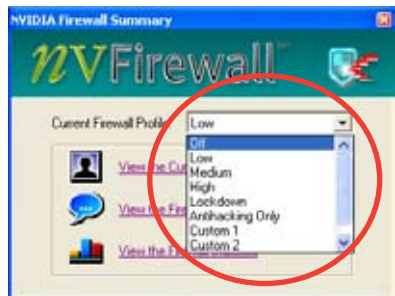 NVIDIA Firewall Summary
nVFirewall
Current Firewall Profile: Low
Off
Low
Medium
High
Lockdown
Antihacking Only
Custom 1
Custom 2
View the
View the
View the